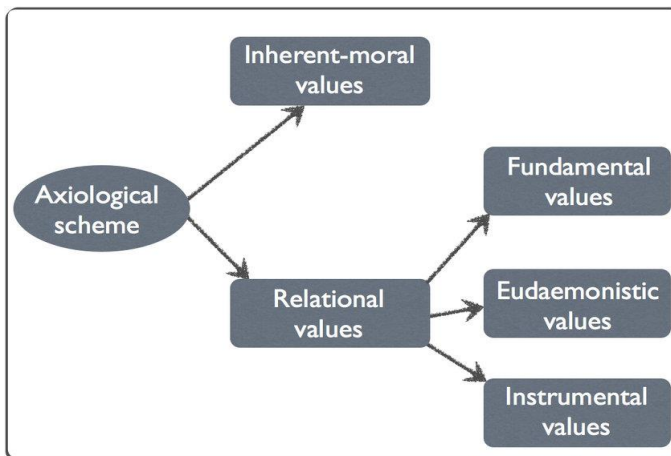 Inherent-moral
values
Axiological
scheme
Fundamental
values
Relational
values
Eudaemonistic
values
Instrumental
values